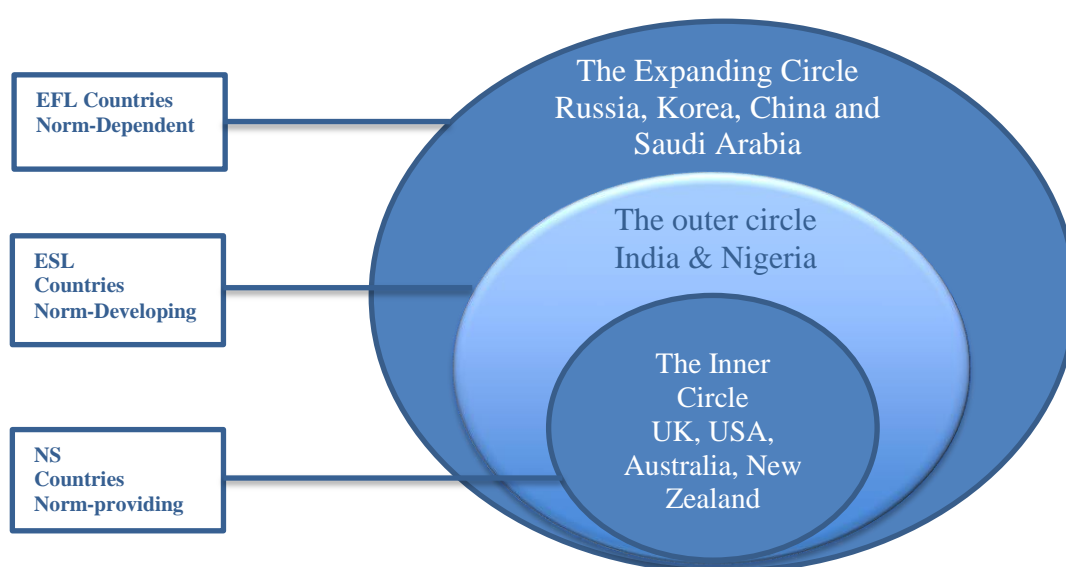 The Expanding Circle
Russia, Korea, China and
Saudi Arabia
EFL Countries
Norm-Dependent
The outer circle
India & Nigeria
ESL
Countries
Norm-Developing
The Inner
Circle
UK, USA,
Australia, New
Zealand
NS
Countries
Norm-providing